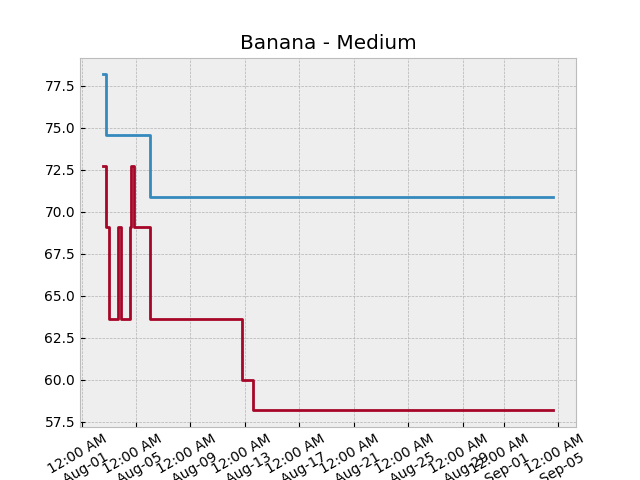 Banana - Medium
77.5
75.0
72.5
70.0
67.5
65.0
62.5
60.0
57.5
12:00 AM
Aug-01
12:00 AM
Aug-05
12:00 AM
Aug-09
12:00 AM
Aug-13
12:00 AM
Aug-17
12:00 AM
Aug-21
12:00 AM
Aug-25
12:00 AM
Aug-29
12:00 AM
Sep-01
12:00 AM
Sep-05